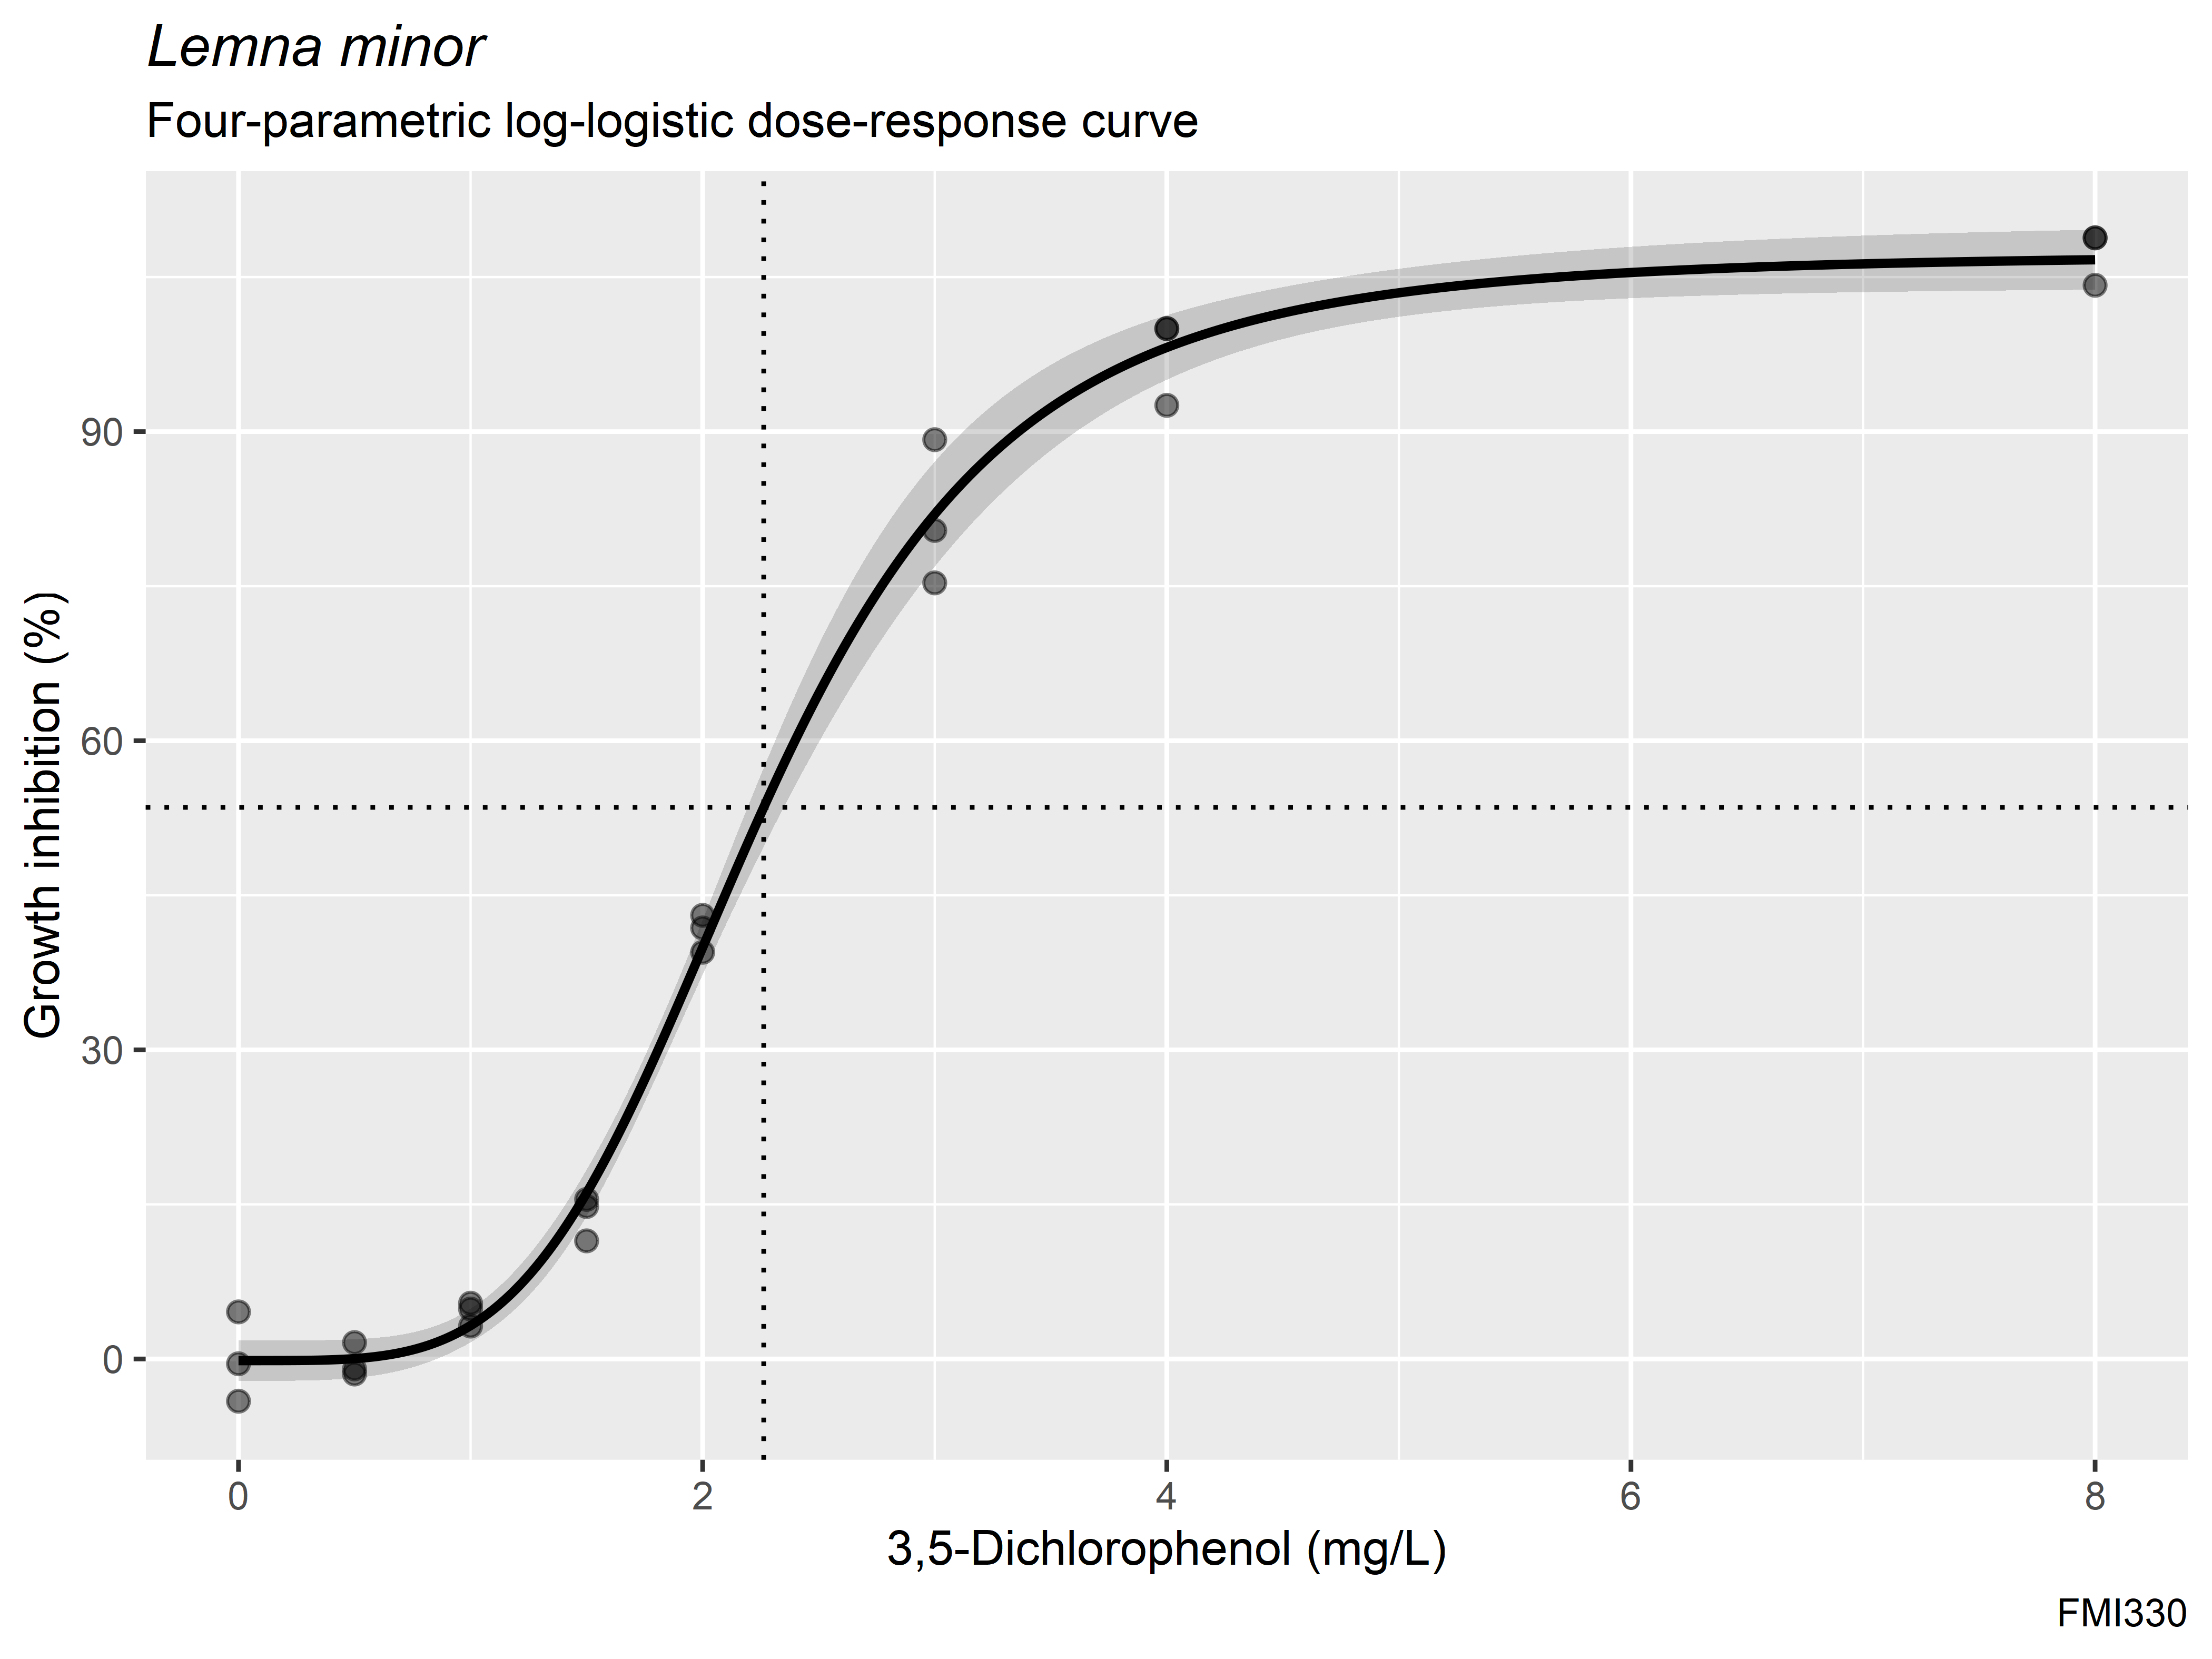 Lemna minor
Four-parametric log-logistic dose-response curve
Growth inhibition (%)
90
60
30
0
0 2 4 6 8
3,5-Dichlorophenol (mg/L)
FMI330